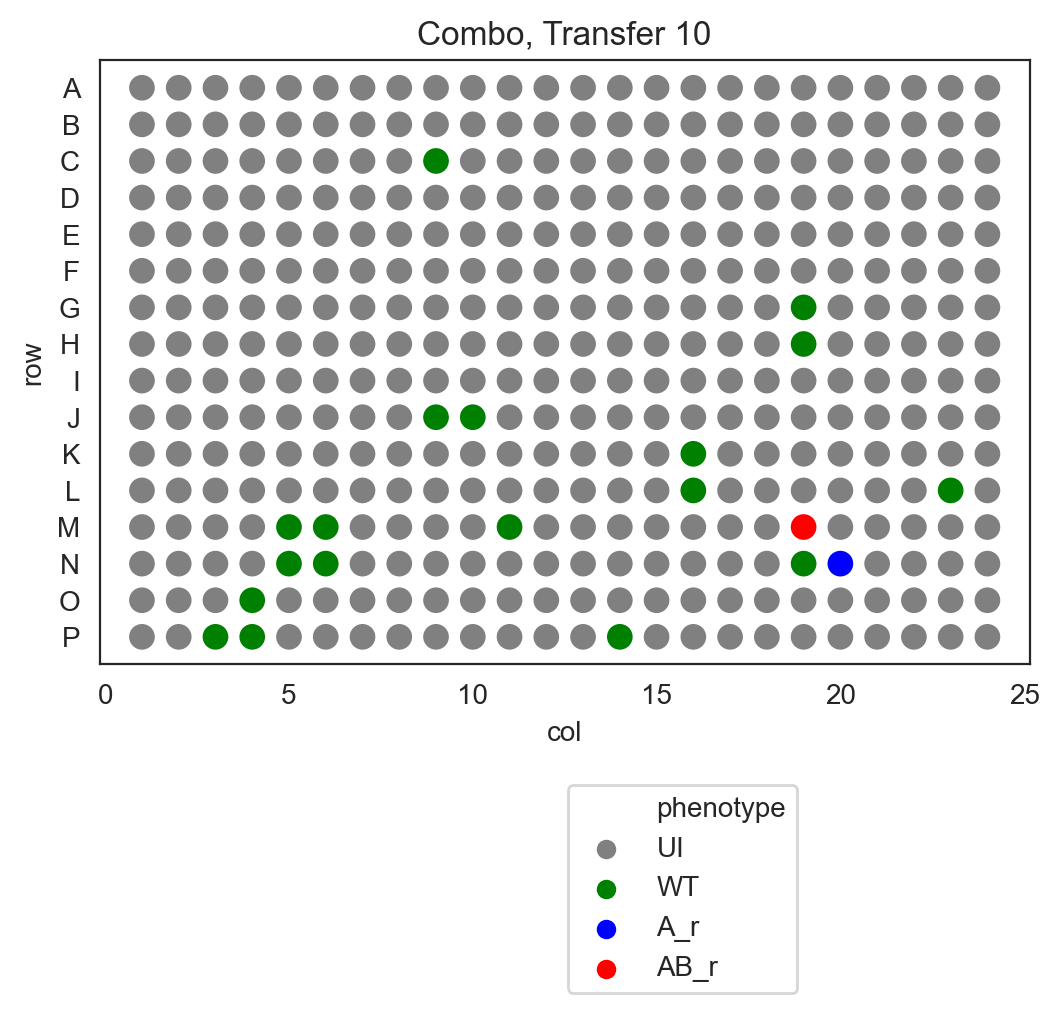 Combo, Transfer 10
A
B
C
D
E
F
G
H
I
J
K
L
M
N
O
P
row
0 5 10 15 20 25
col
phenotype
UI
WT
A_r
AB_r